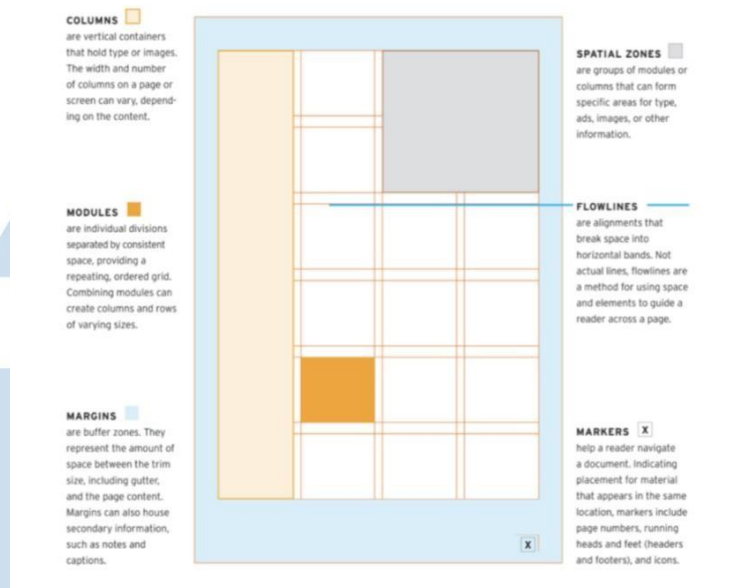 COLUMNS
are vertical containers
that hold type or images.
The width and number
of columns on a page or
screen can vary, depend-
ing on the content.
MODULES
are individual divisions
separated by consistent
space, providing a
repeating, ordered grid.
Combining modules can
create columns and rows
of varying sizes.
MARGINS
are buffer zones. They
represent the amount of
space between the trim
size, including gutter,
and the page content.
Margins can also house
secondary information,
such as notes and
captions.
X
SPATIAL ZONES
are groups of modules or
columns that can form
specific areas for type,
ads, images, or other
information.
FLOWLINES
are alignments that
break space into
horizontal bands. Not
actual lines, flowlines are
a method for using space
and elements to guide a
reader across a page.
MARKERS X
help a reader navigate
a document. Indicating
placement for material
that appears in the same
location, markers include
page numbers, running
heads and feet (headers
and footers), and icons.